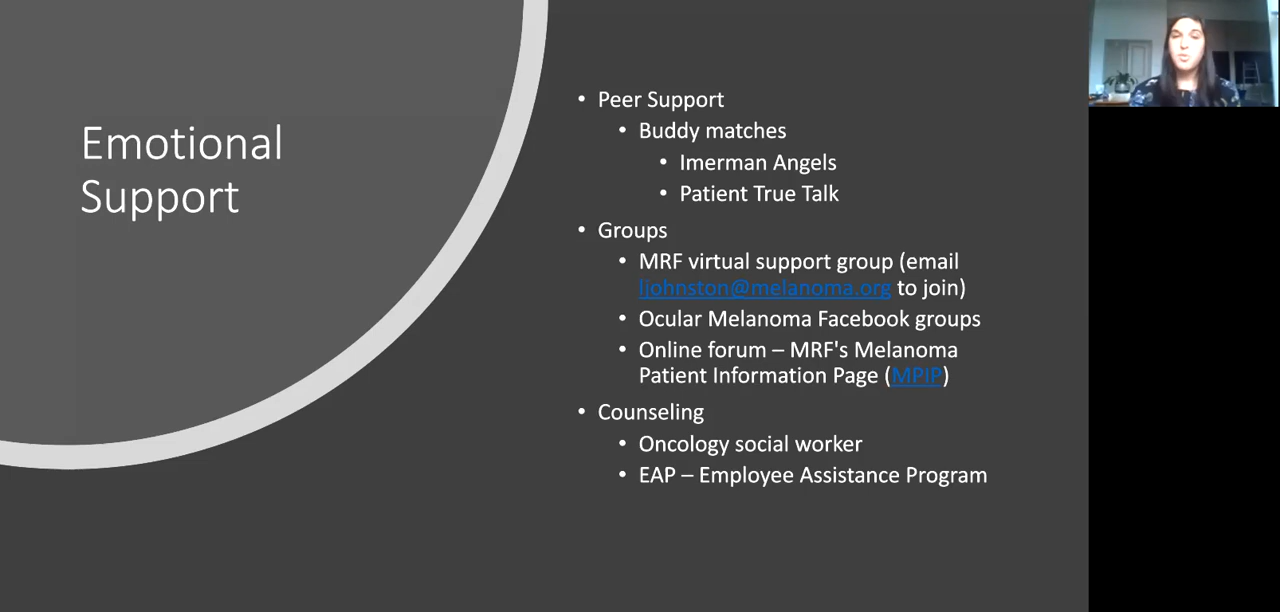 Emotional
Support
• Peer Support
• Buddy matches
• Imerman Angels
• Patient True Talk
• Groups
• MRF virtual support group (email
ljohnston@melanoma.org to join)
• Ocular Melanoma Facebook groups
• Online forum – MRF's Melanoma
Patient Information Page (MPIP)
• Counseling
• Oncology social worker
• EAP – Employee Assistance Program